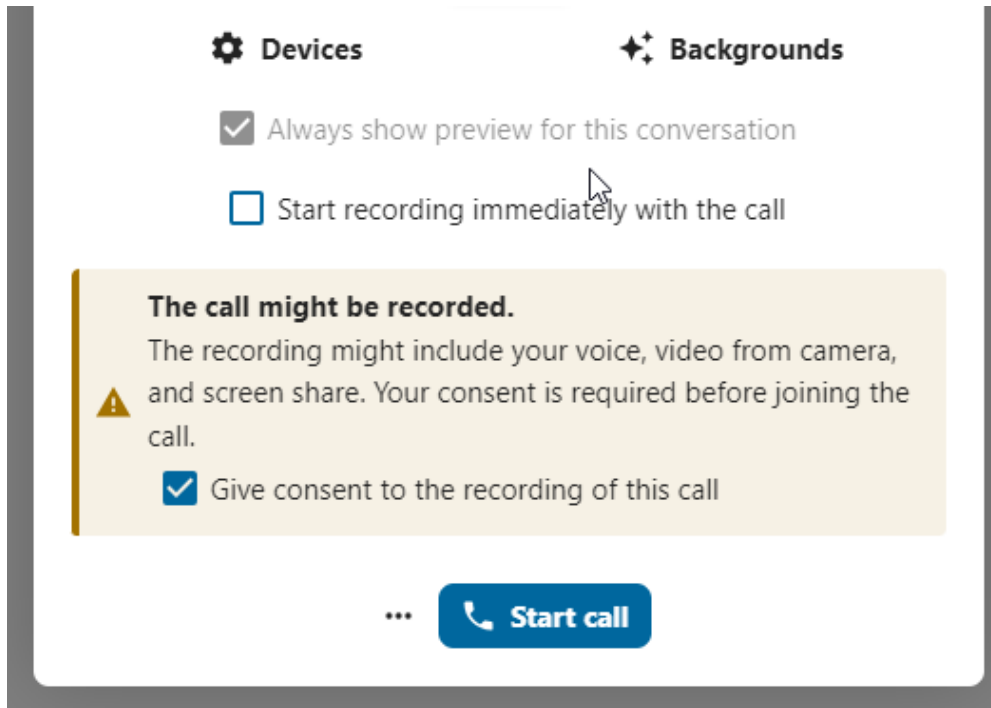 Devices
Backgrounds
Always show preview for this conversation
Start recording immediately with the call
The call might be recorded.
The recording might include your voice, video from camera,
and screen share. Your consent is required before joining the
call.
Give consent to the recording of this call
Start call